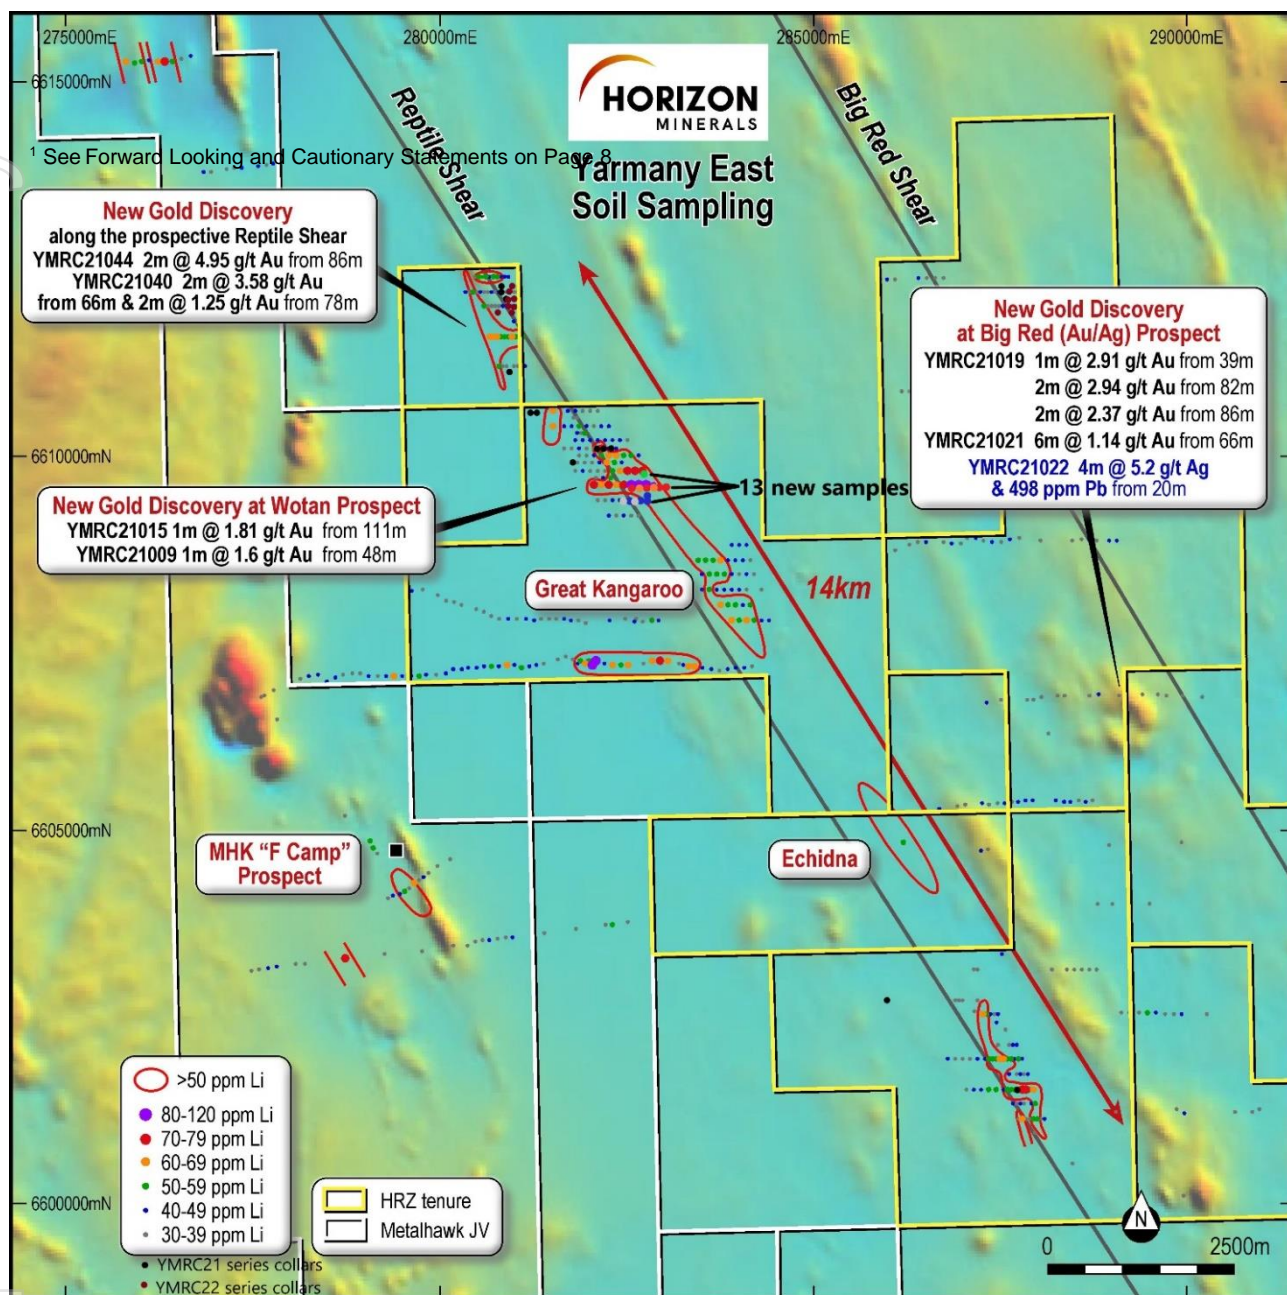 275000mE
280000mE
285000mE
290000mE
6615000mN
HORIZON
MINERALS
Reptile Shear
Big Red Shear
1 See Forward Looking and Cautionary Statements on Page 8
Yarmany East
Soil Sampling
New Gold Discovery
along the prospective Reptile Shear
YMRC21044 2m @ 4.95 g/t Au from 86m
YMRC21040 2m @ 3.58 g/t Au
from 66m & 2m @ 1.25 g/t Au from 78m
New Gold Discovery
at Big Red (Au/Ag) Prospect
YMRC21019 1m @ 2.91 g/t Au from 39m
2m @ 2.94 g/t Au from 82m
2m @ 2.37 g/t Au from 86m
YMRC21021 6m @ 1.14 g/t Au from 66m
YMRC21022 4m @ 5.2 g/t Ag
& 498 ppm Pb from 20m
6610000mN
13 new samples
New Gold Discovery at Wotan Prospect
YMRC21015 1m @ 1.81 g/t Au from 111m
YMRC21009 1m @ 1.6 g/t Au from 48m
Great Kangaroo
14km
6605000mN
MHK "F Camp"
Prospect
Echidna
>50 ppm Li
80-120 ppm Li
70-79 ppm Li
60-69 ppm Li
50-59 ppm Li
40-49 ppm Li
30-39 ppm Li
YMRC21 series collars
YMRC22 series collars
6600000mN
HRZ tenure
Metalhawk JV
N
0 2500m